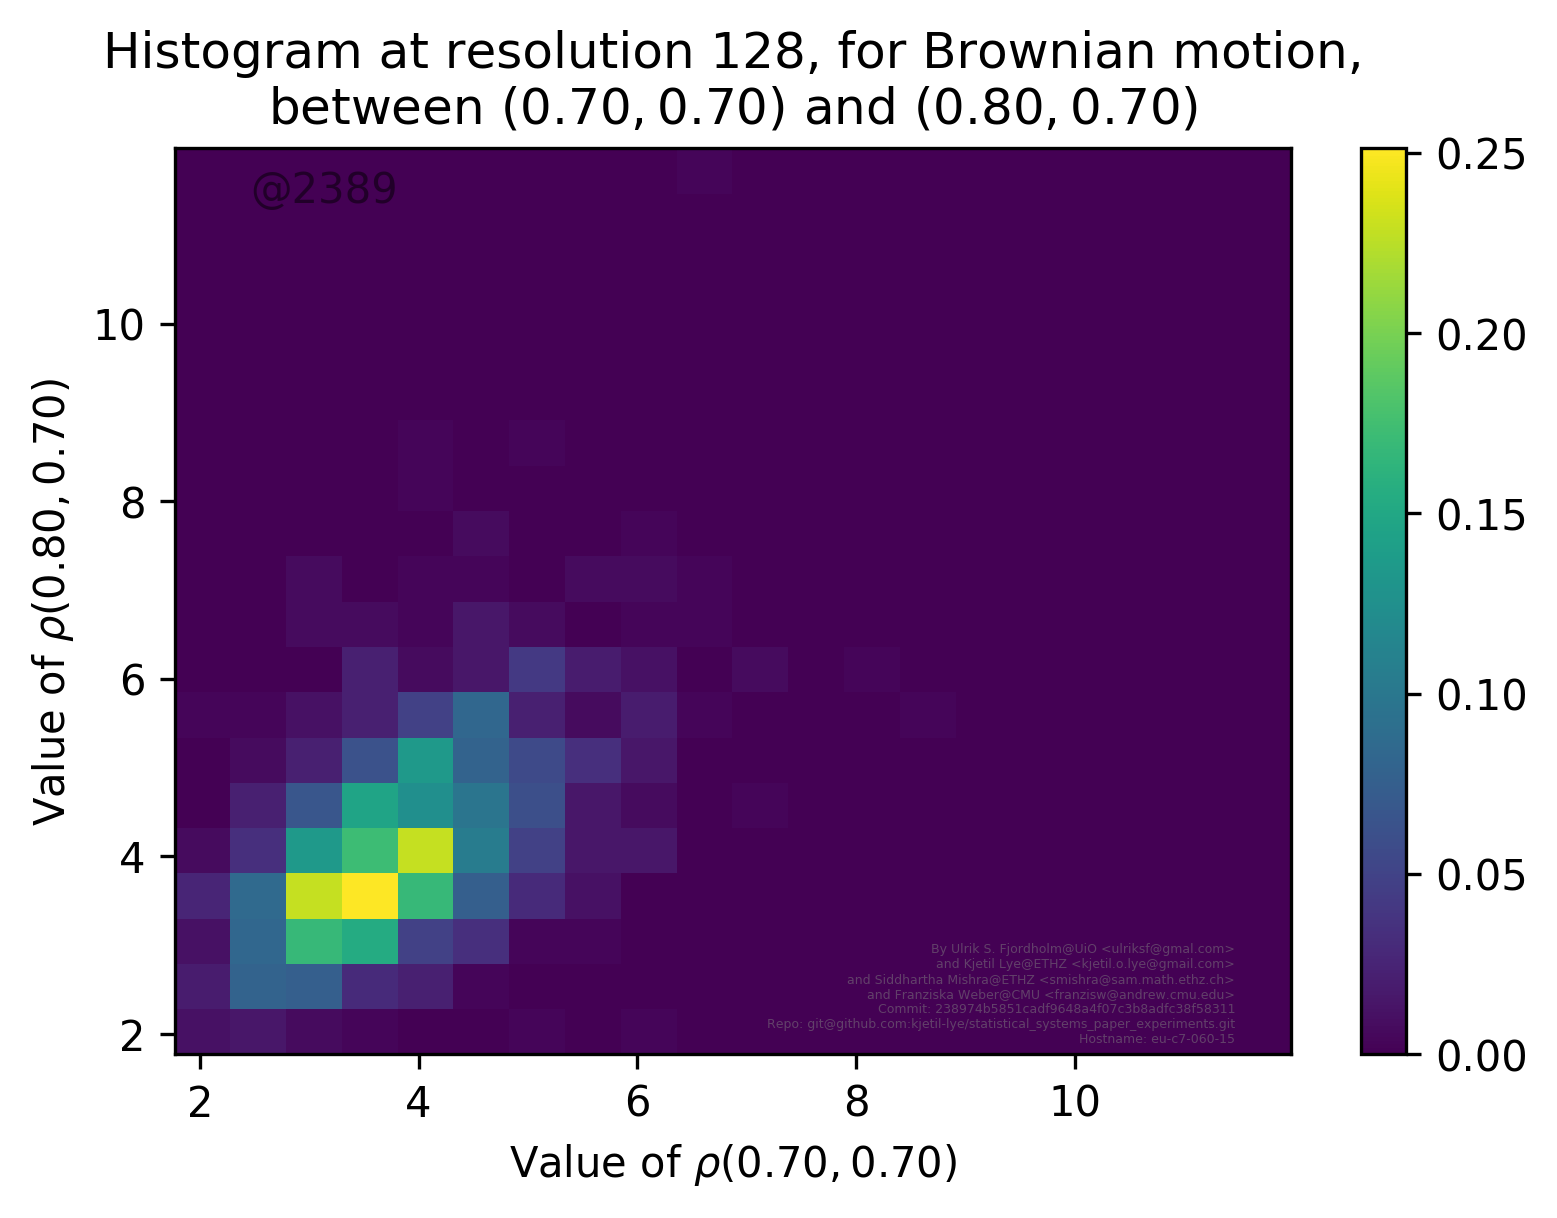 Histogram at resolution 128, for Brownian motion,
between (0.70, 0.70) and (0.80, 0.70)
@2389
0.25
0.20
0.15
0.10
0.05
0.00
10
8
6
4
2
Value of ρ(0.80, 0.70)
By Ulrik S. Fjordholm@UiO <ulriksf@gmal.com>
and Kjetil Lye@ETHZ <kjetil.o.lye@gmail.com>
and Siddhartha Mishra@ETHZ <smishra@sam.math.ethz.ch>
and Franziska Weber@CMU <franzisw@andrew.cmu.edu>
Commit: 238974b5851cadf9648a4f07c3b8adfc38f58311
Repo: git@github.com:kjetil-lye/statistical_systems_paper_experiments.git
Hostname: eu-c7-060-15
2 4 6 8 10
Value of ρ(0.70, 0.70)